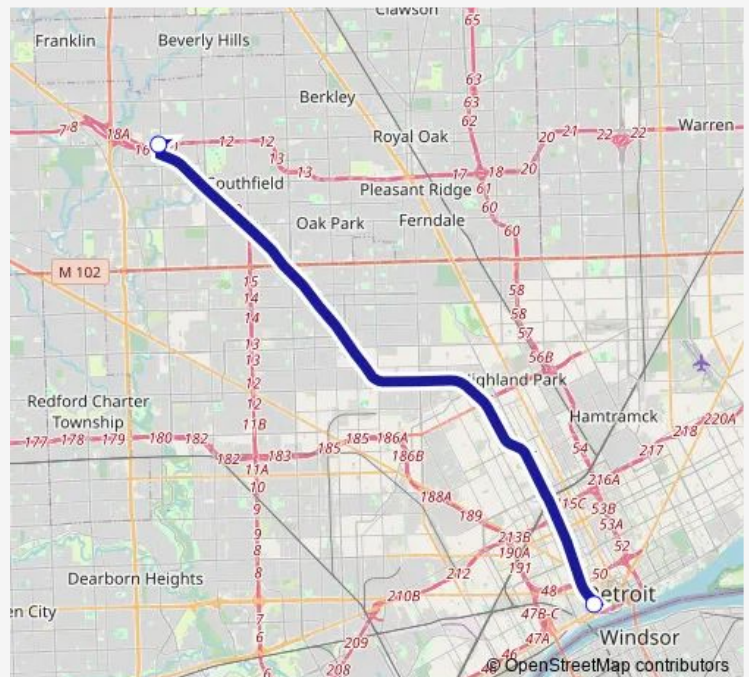 Clawson
65
Franklin
Beverly Hills
63
Berkley
63
62
7 8
18A
12
12
Royal Oak
20
21
22
22
Warren
16
13
13
17
18
20
Southfield
Pleasant Ridge
61
60
Oak Park
Ferndale
60
M 102
15
14
58
14
58
13
57
13
56B
12
Highland Park
Redford Charter
Township
12
Hamtramck
11B
220A
177
178
179
180
182
185
185
186A
218
182
183
186B
54
217
11A
10
188A
216A
9
189
115C
53B
53A
9
213B
190A
8
191
52
Dearborn Heights
8
212
50
210B
48
Detroit
en City
47B-C
7
47A
Windsor
6
209
46
6
208
© OpenStreetMap contributors